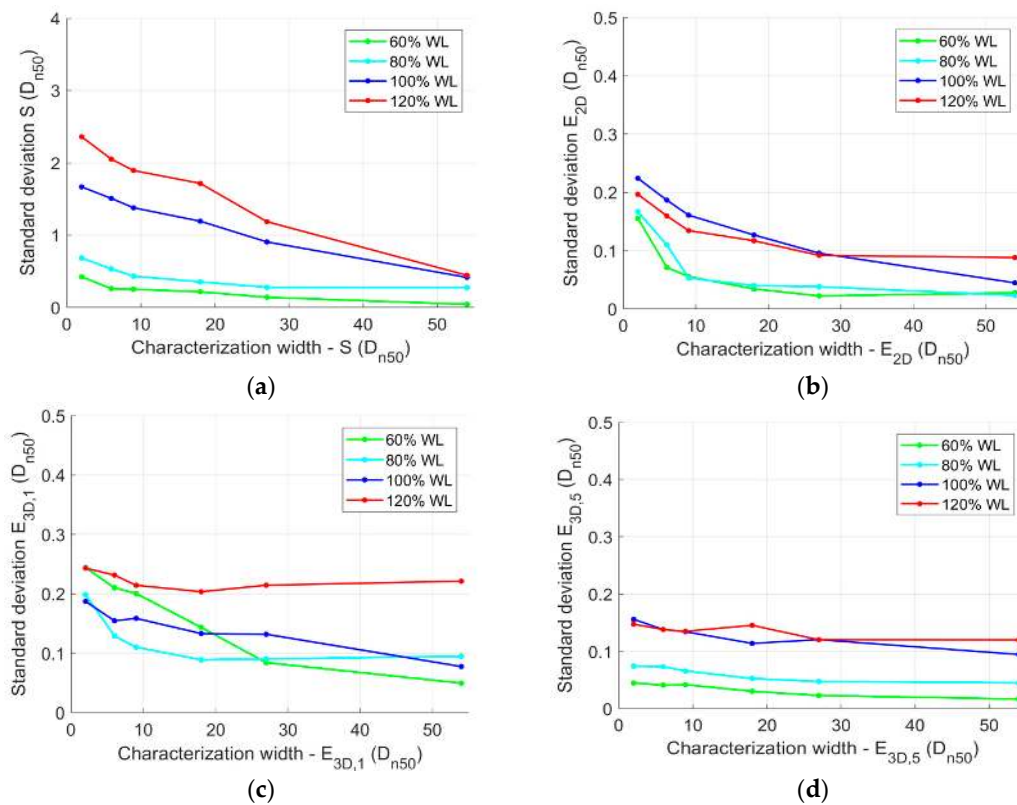 Standard deviation S (Dn50)
4
3
2
1
0
0 10 20 30 40 50
Characterization width - S (Dn50)
60% WL
80% WL
100% WL
120% WL
(a)
Standard deviation E2D (Dn50)
0.5
0.4
0.3
0.2
0.1
0
0 10 20 30 40 50
Characterization width - E2D (Dn50)
60% WL
80% WL
100% WL
120% WL
(b)
Standard deviation E3D,1 (Dn50)
0.5
0.4
0.3
0.2
0.1
0
0 10 20 30 40 50
Characterization width - E3D,1 (Dn50)
60% WL
80% WL
100% WL
120% WL
(c)
Standard deviation E3D,5 (Dn50)
0.5
0.4
0.3
0.2
0.1
0
0 10 20 30 40 50
Characterization width - E3D,5 (Dn50)
60% WL
80% WL
100% WL
120% WL
(d)